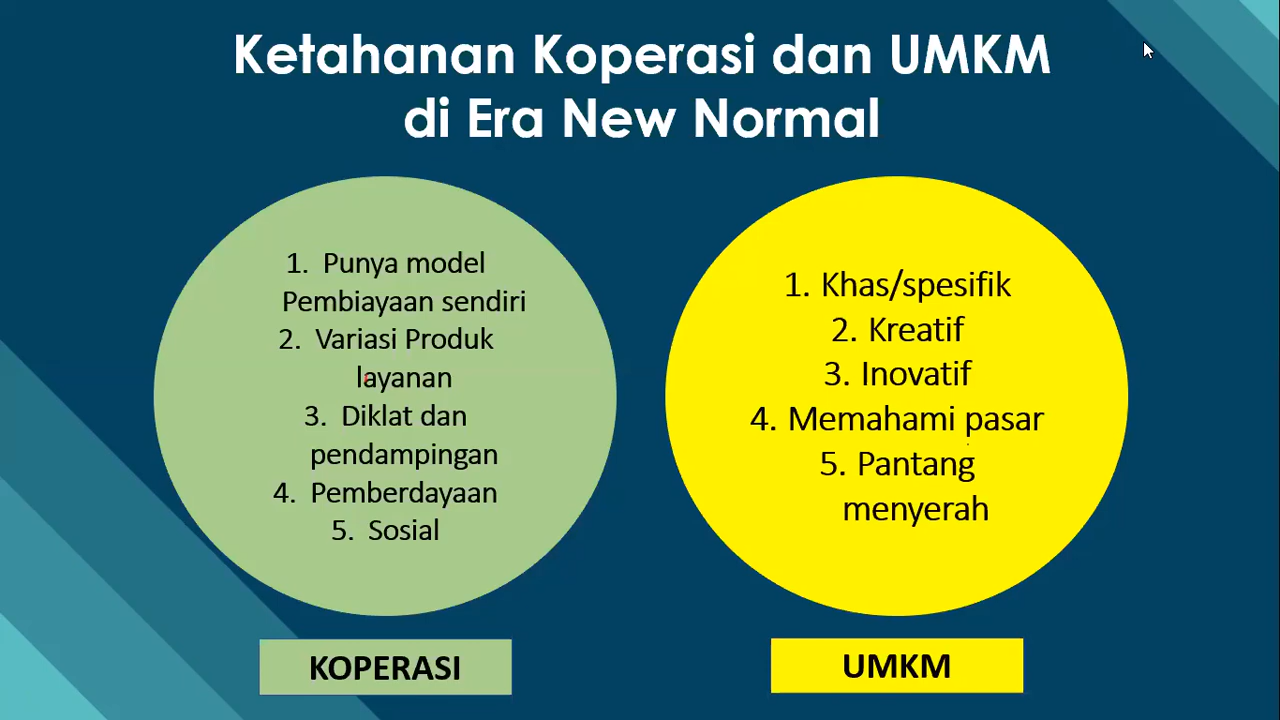 Ketahanan Koperasi dan UMKM
di Era New Normal
1. Punya model
Pembiayaan sendiri
2. Variasi Produk
layanan
3. Diklat dan
pendampingan
4. Pemberdayaan
5. Sosial
KOPERASI
1. Khas/spesifik
2. Kreatif
3. Inovatif
4. Memahami pasar
5. Pantang
menyerah
UMKM